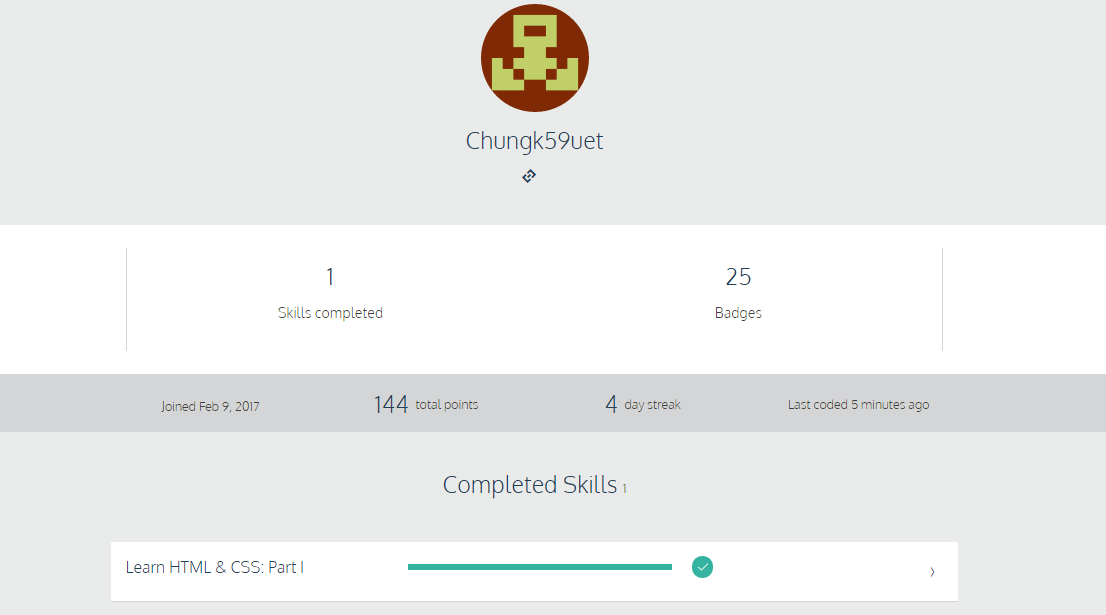 Chungk59uet
1
Skills completed
25
Badges
Joined Feb 9, 2017
144 total points
4 day streak
Last coded 5 minutes ago
Completed Skills 1
Learn HTML & CSS: Part I